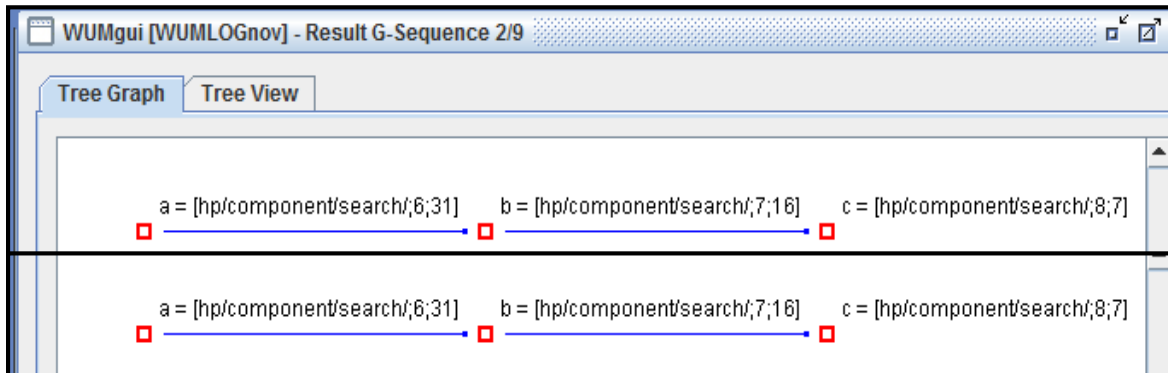 WUMgui [WUMLOGnov] - Result G-Sequence 2/9
Tree Graph Tree View
a = [hp/component/search/;6;31] b = [hp/component/search/;7;16] c = [hp/component/search/;8;7]
a = [hp/component/search/;6;31] b = [hp/component/search/;7;16] c = [hp/component/search/;8;7]